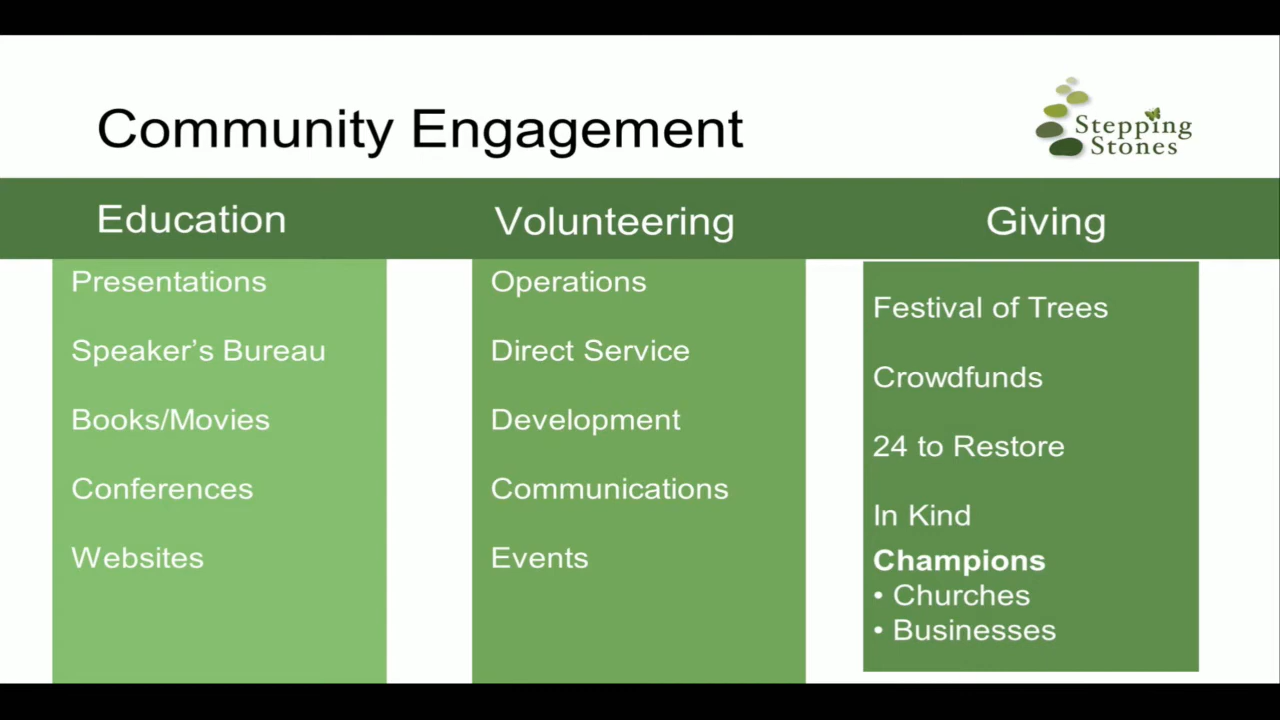 Community Engagement
Stepping
Stones
Education
Volunteering
Giving
Presentations
Speaker’s Bureau
Books/Movies
Conferences
Websites
Operations
Direct Service
Development
Communications
Events
Festival of Trees
Crowdfunds
24 to Restore
In Kind
Champions
• Churches
• Businesses